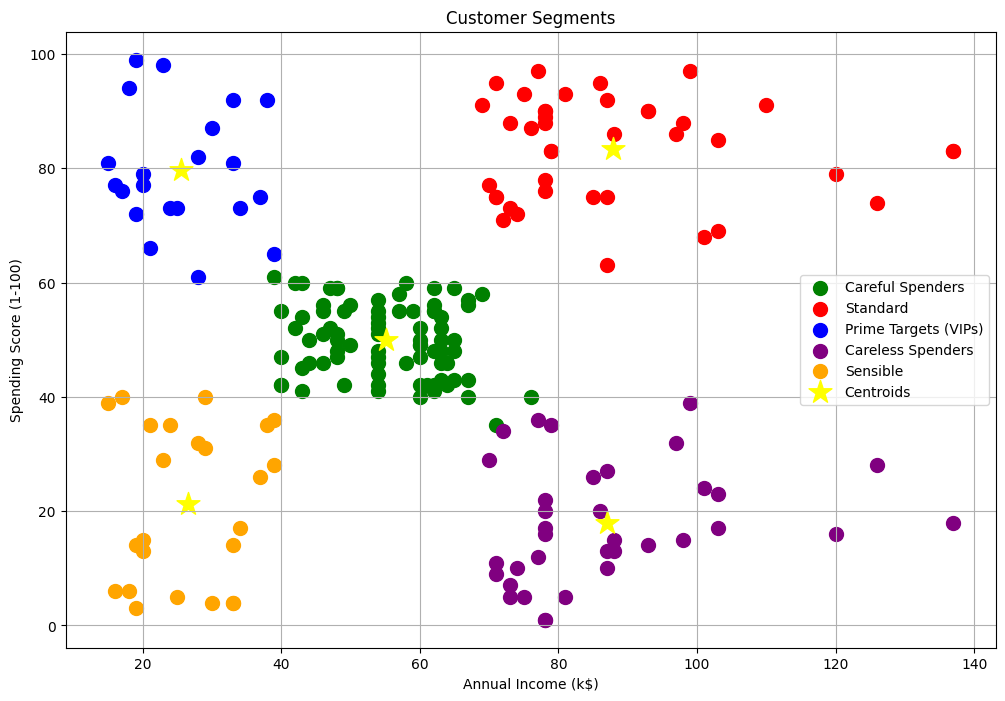 Customer Segments
100
80
60
40
20
0
Spending Score (1-100)
Careful Spenders
Standard
Prime Targets (VIPs)
Careless Spenders
Sensible
Centroids
20
40
60
80
100
120
140
Annual Income (k$)